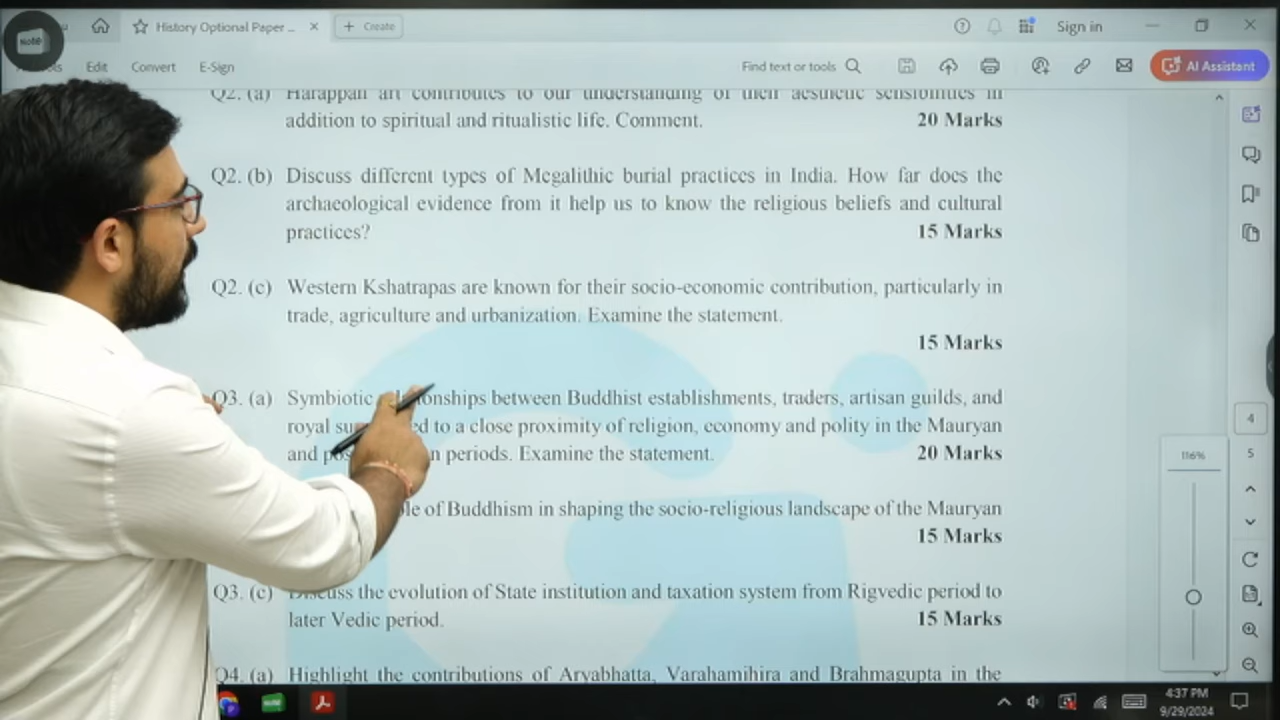 Note
History Optional Paper ...
Create
Sign in
Edit
Convert
E-Sign
Find text or tools
AI Assistant
Q2. (a) Harappan art contributes to our understanding of their aesthetic sensibilities in
addition to spiritual and ritualistic life. Comment. 20 Marks
Q2. (b) Discuss different types of Megalithic burial practices in India. How far does the
archaeological evidence from it help us to know the religious beliefs and cultural
practices? 15 Marks
Q2. (c) Western Kshatrapas are known for their socio-economic contribution, particularly in
trade, agriculture and urbanization. Examine the statement.
15 Marks
Q3. (a) Symbiotic between Buddhist establishments, traders, artisan guilds, and
royal to a close proximity of religion, economy and polity in the Mauryan
and periods. Examine the statement. 20 Marks
of Buddhism in shaping the socio-religious landscape of the Mauryan
15 Marks
Q3. (c) Discuss the evolution of State institution and taxation system from Rigvedic period to
later Vedic period. 15 Marks
Q4. (a) Highlight the contributions of Aryabhatta, Varahamihira and Brahmagupta in the
4
5
116%
4:37 PM
9/29/2024